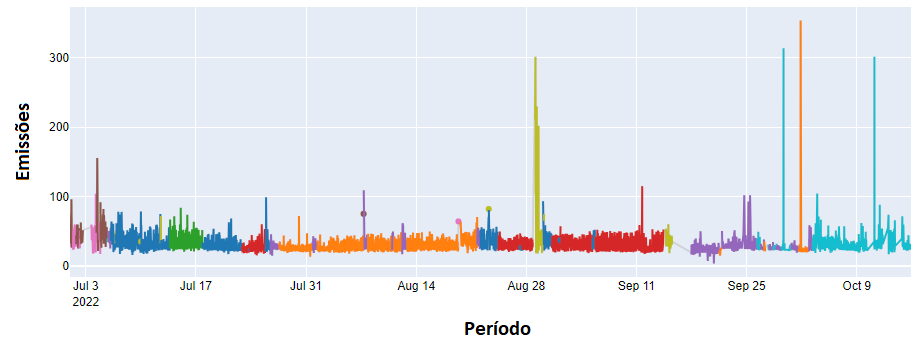 300
200
100
0
Emissões
Jul 3
2022
Jul 17
Jul 31
Aug 14
Aug 28
Sep 11
Sep 25
Oct 9
Período